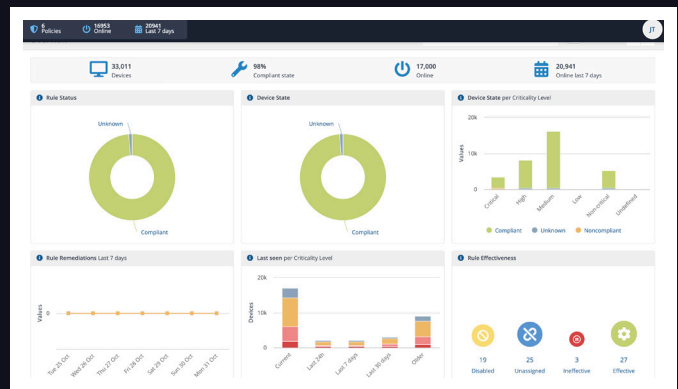 6
Policies
16953
Online
20941
Last 7 days
JT
33,011
Devices
98%
Compliant state
17,000
Online
20,941
Online last 7 days
Rule Status
Unknown
Compliant
Device State
Unknown
Compliant
Device State per Criticality Level
Values
20k
10k
0
Critical
High
Medium
Low
Non-critical
Undefined
Compliant Unknown Noncompliant
Rule Remediations Last 7 days
Values
0
Tue 25 Oct
Wed 26 Oct
Thu 27 Oct
Fri 28 Oct
Sat 29 Oct
Sun 30 Oct
Mon 31 Oct
Last seen per Criticality Level
Devices
20k
10k
0
Current
Last 24h
Last 7 days
Last 30 days
Older
Rule Effectiveness
19
Disabled
25
Unassigned
3
Ineffective
27
Effective